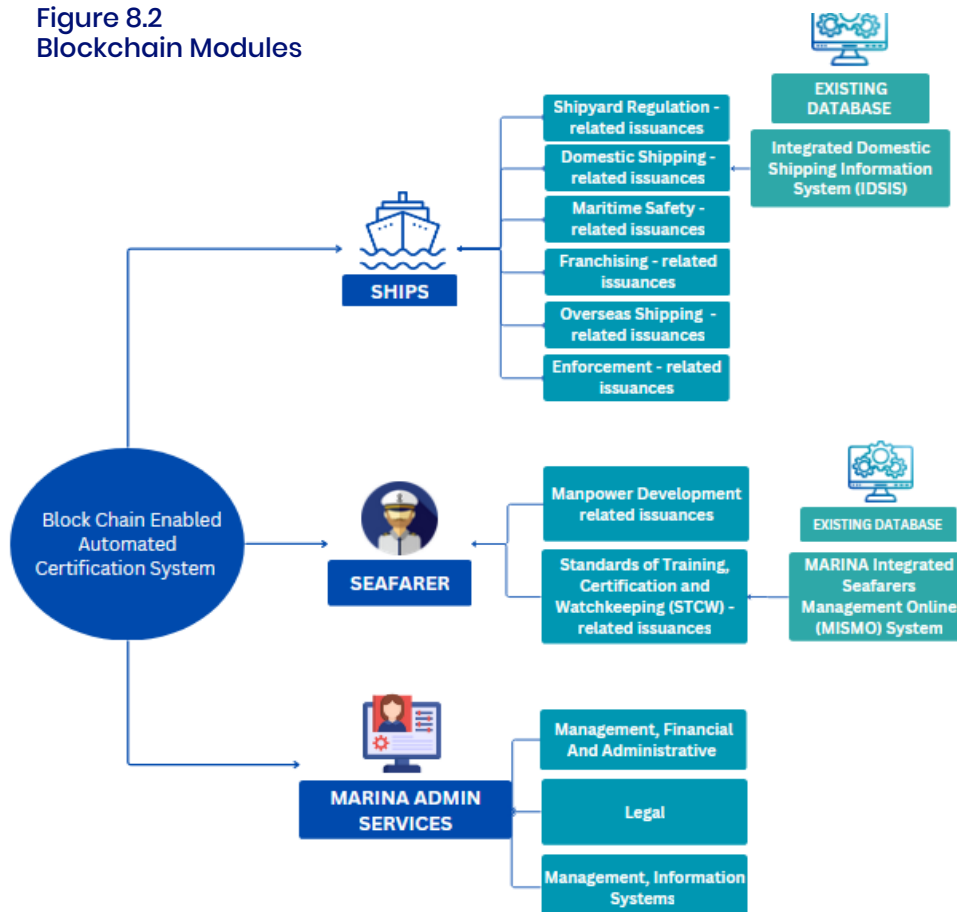 Figure 8.2
Blockchain Modules
EXISTING
DATABASE
Integrated Domestic
Shipping Information
System (IDSIS)
Shipyard Regulation -
related issuances
Domestic Shipping -
related issuances
Maritime Safety -
related issuances
Franchising - related
issuances
Overseas Shipping -
related issuances
Enforcement - related
issuances
SHIPS
Block Chain Enabled
Automated
Certification System
SEAFARER
Manpower Development
related issuances
Standards of Training,
Certification and
Watchkeeping (STCW) -
related issuances
EXISTING DATABASE
MARINA Integrated
Seafarers
Management Online
(MISMO) System
MARINA ADMIN
SERVICES
Management, Financial
And Administrative
Legal
Management, Information
Systems